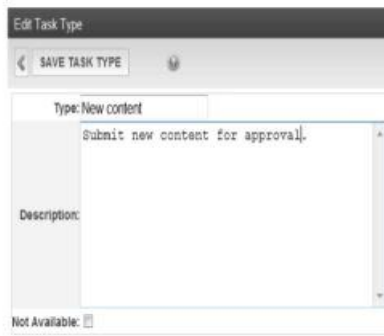 Edit Task Type
SAVE TASK TYPE
Type: New content
Submit new content for approval.
Description:
Not Available: